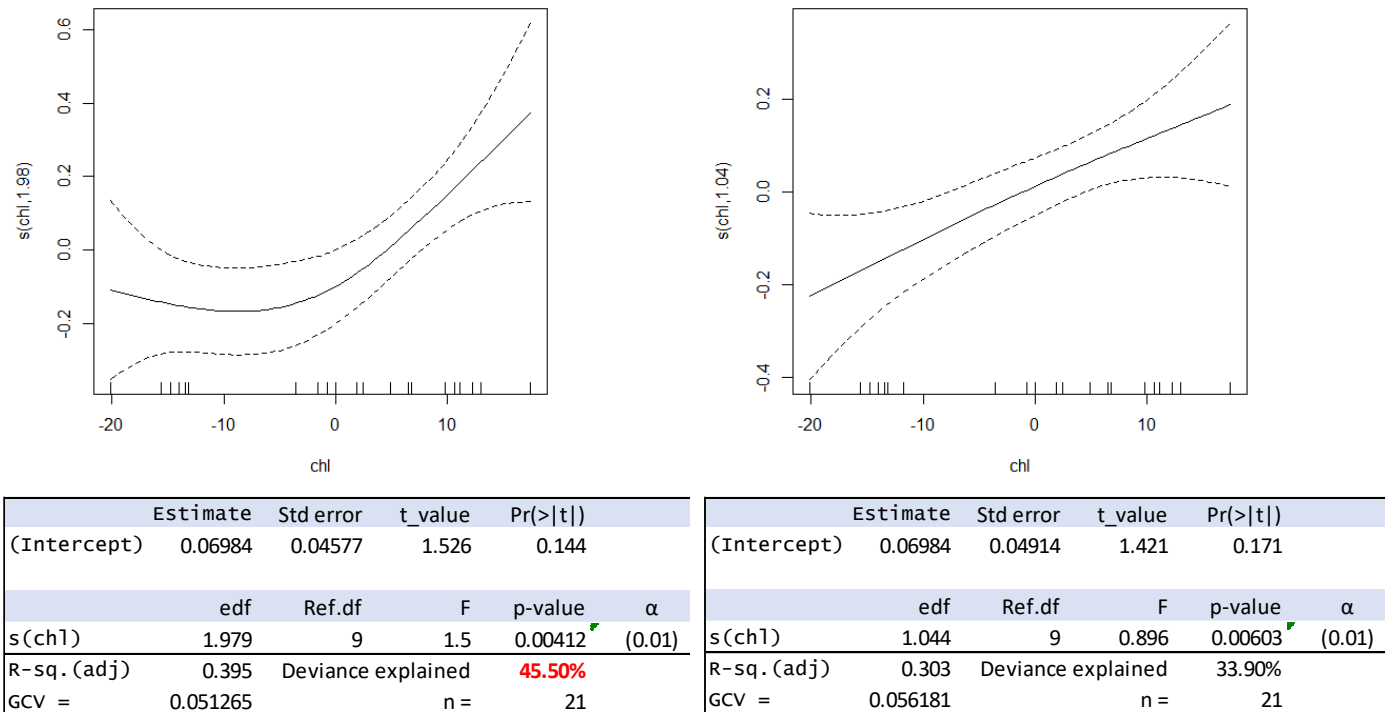 0.6
0.4
0.2
0.0
-0.2
s(chl,1.98)
-20 -10 0 10
chl
0.2
0.0
-0.2
-0.4
s(chl,1.04)
-20 -10 0 10
chl
Estimate Std error t_value Pr(>|t|)
(Intercept) 0.06984 0.04577 1.526 0.144
edf Ref.df F p-value α
s(chl) 1.979 9 1.5 0.00412 (0.01)
R-sq.(adj) 0.395 Deviance explained 45.50%
GCV = 0.051265 n = 21
Estimate Std error t_value Pr(>|t|)
(Intercept) 0.06984 0.04914 1.421 0.171
edf Ref.df F p-value α
s(chl) 1.044 9 0.896 0.00603 (0.01)
R-sq.(adj) 0.303 Deviance explained 33.90%
GCV = 0.056181 n = 21